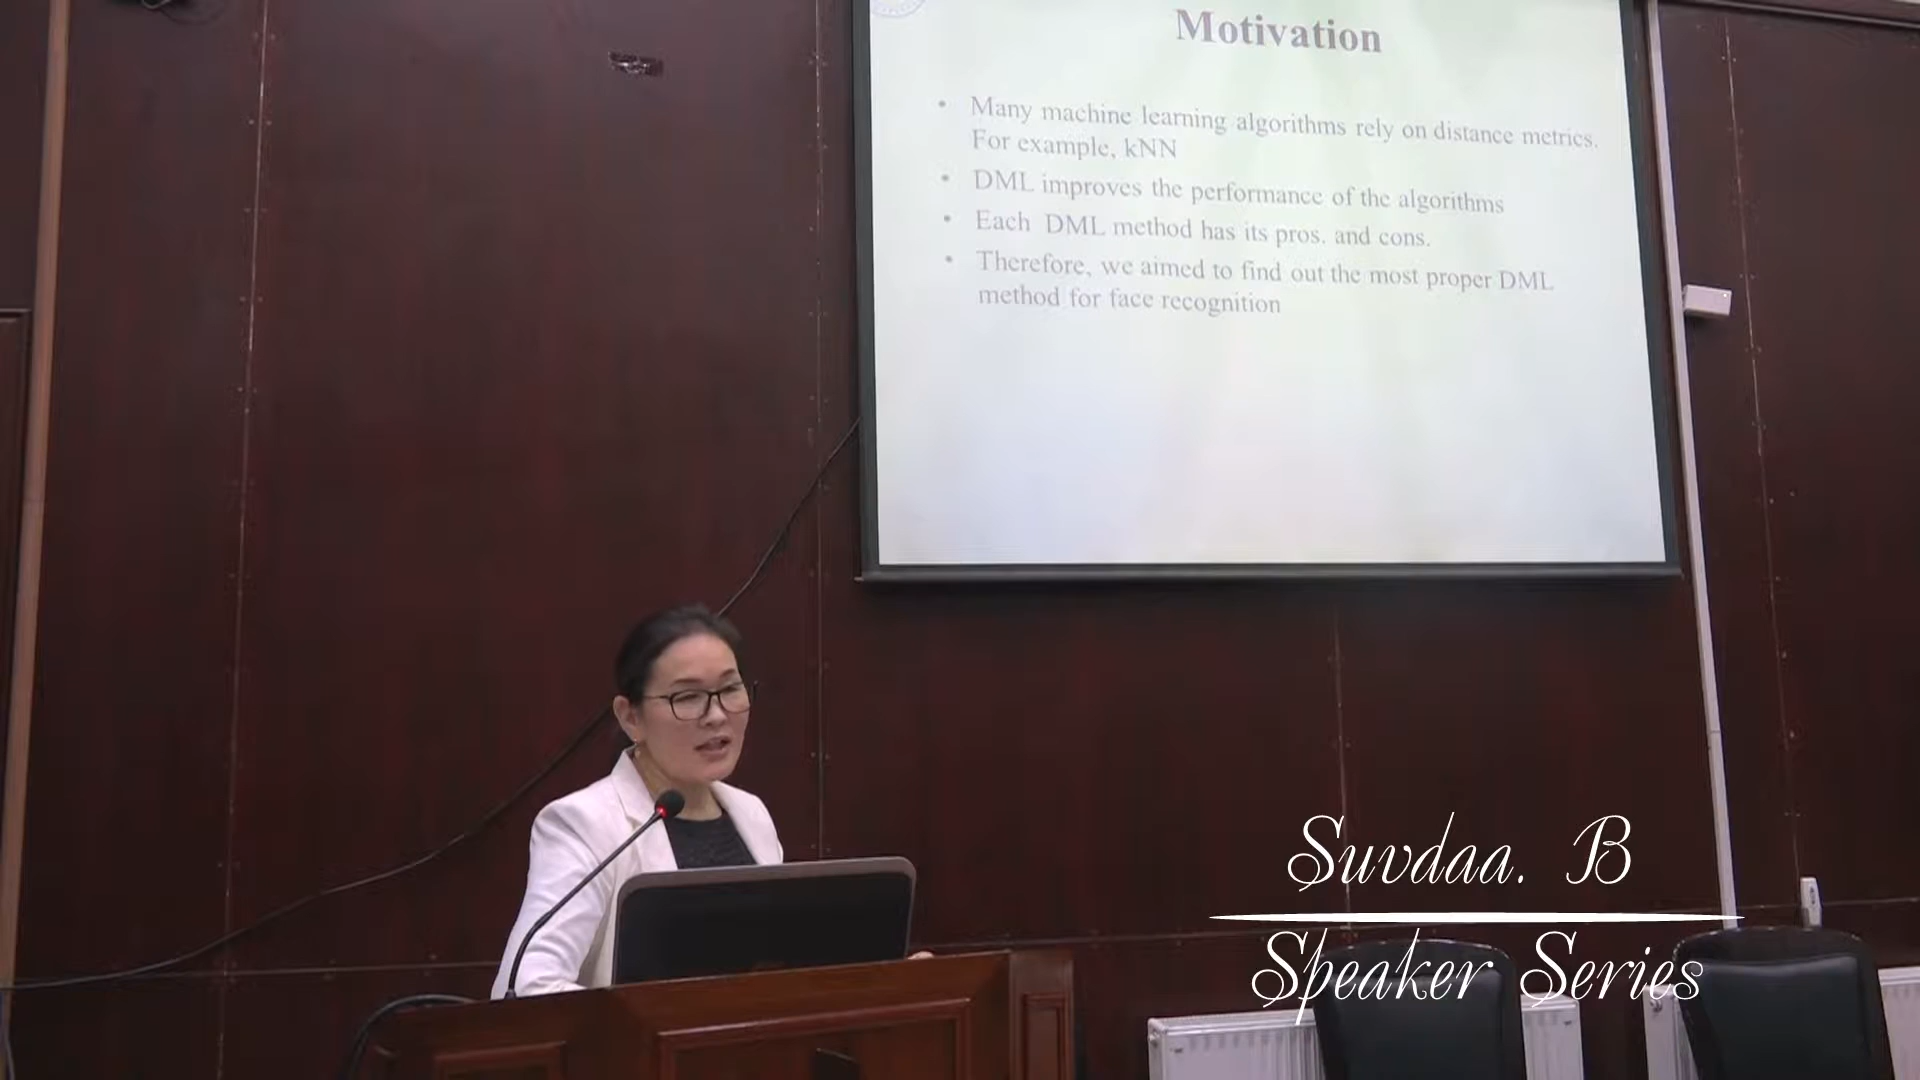 Motivation
• Many machine learning algorithms rely on distance metrics.
For example, kNN
• DML improves the performance of the algorithms
• Each DML method has its pros. and cons.
• Therefore, we aimed to find out the most proper DML
method for face recognition
Suvdaa. B
Speaker Series